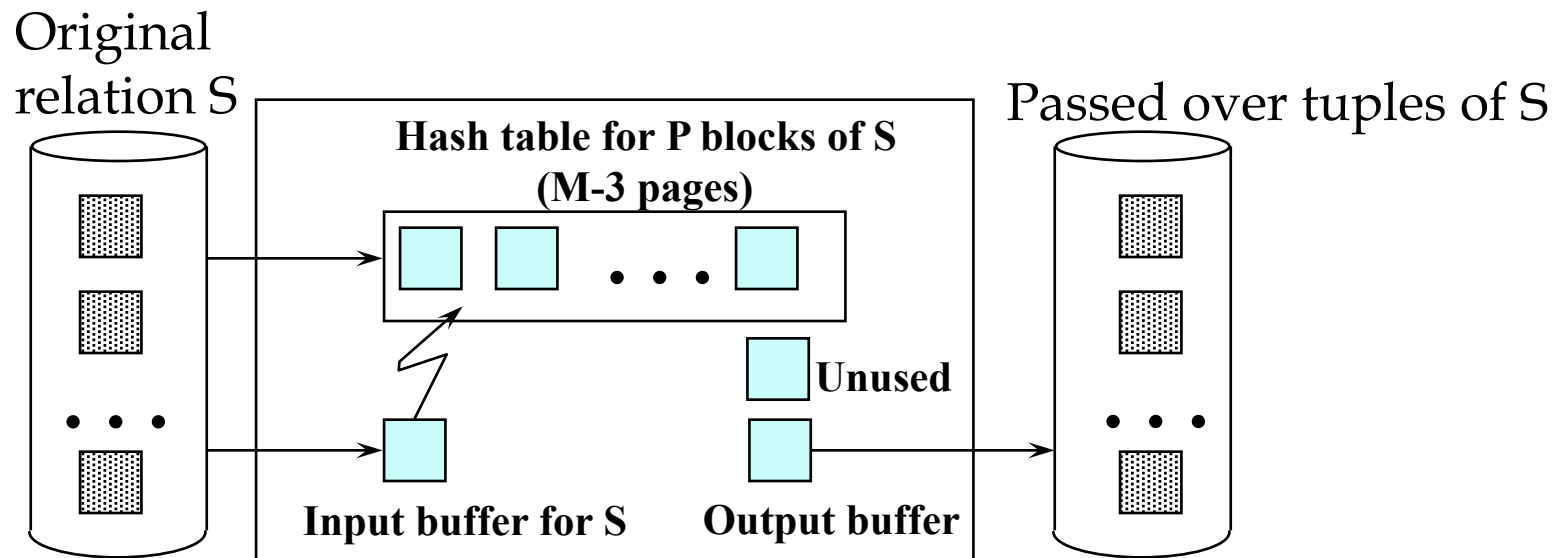 Original
relation S
Passed over tuples of S
Hash table for P blocks of S
(M-3 pages)
Unused
Input buffer for S
Output buffer